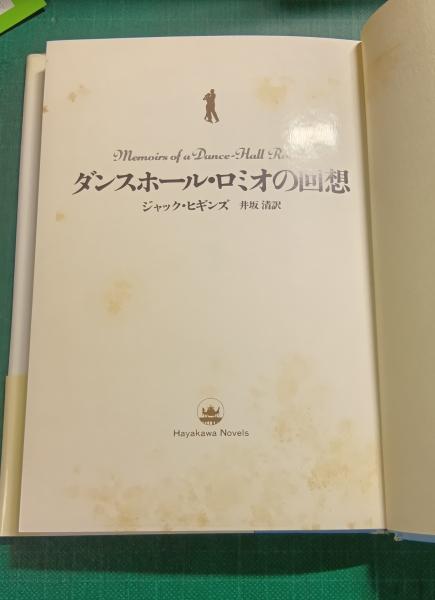 Memoirs of a Dance-Hall
ダンスホール・ロミオの回想
ジャック・ヒギンズ 井坂 清訳
Hayakawa Novels